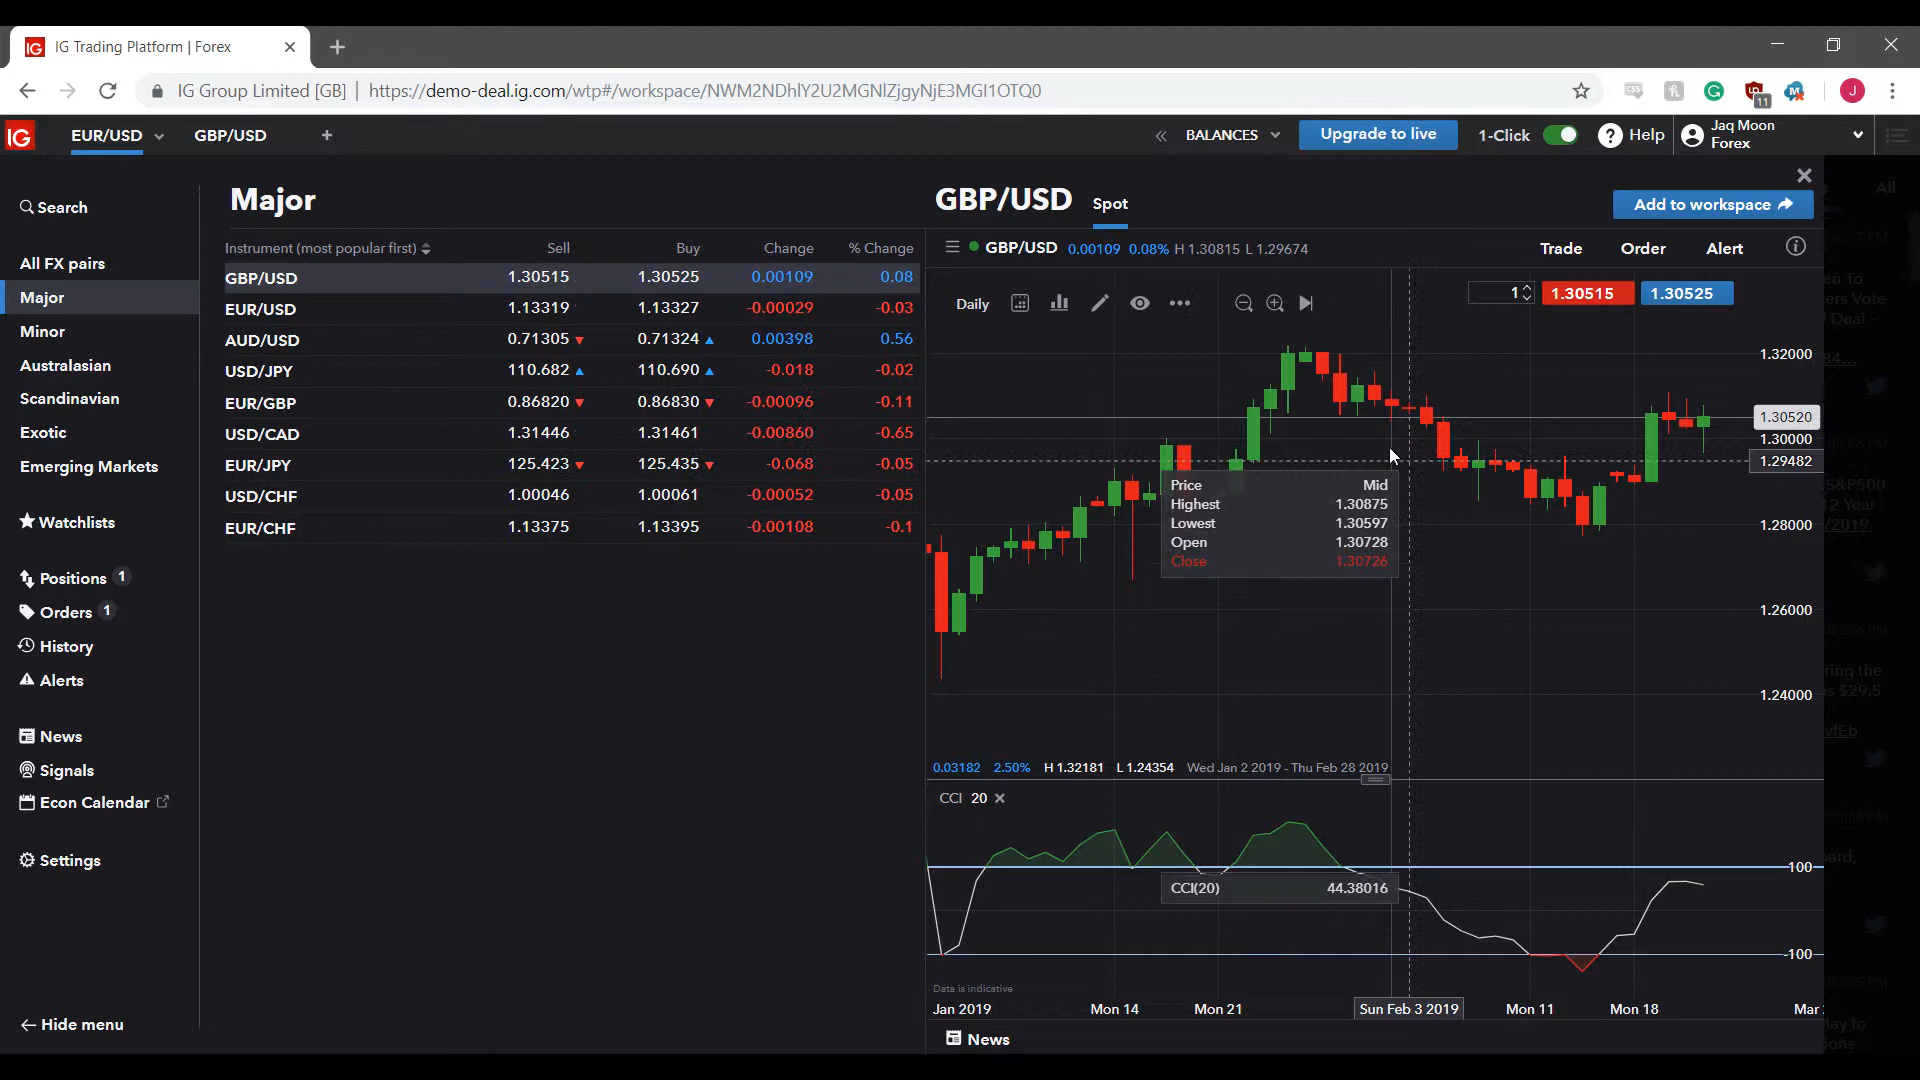 IG Trading Platform | Forex
IG Group Limited [GB] | https://demo-deal.ig.com/wtp#/workspace/
11
J
IG
EUR/USD
GBP/USD
BALANCES
Upgrade to live
1-Click
Help
Jaq Moon
Forex
Search
All FX pairs
Major
Minor
Australasian
Scandinavian
Exotic
Emerging Markets
Watchlists
Positions 1
Orders 1
History
Alerts
News
Signals
Econ Calendar
Settings
Hide menu
Major
Instrument (most popular first) Sell Buy Change % Change
GBP/USD 1.30515 1.30525 0.00109 0.08
EUR/USD 1.13319 1.13327 -0.00029 -0.03
AUD/USD 0.71305 0.71324 0.00398 0.56
USD/JPY 110.682 110.690 -0.018 -0.02
EUR/GBP 0.86820 0.86830 -0.00096 -0.11
USD/CAD 1.31446 1.31461 -0.00860 -0.65
EUR/JPY 125.423 125.435 -0.068 -0.05
USD/CHF 1.00046 1.00061 -0.00052 -0.05
EUR/CHF 1.13375 1.13395 -0.00108 -0.1
GBP/USD Spot
Add to workspace
GBP/USD 0.00109 0.08% H 1.30815 L 1.29674
Trade Order Alert
Daily
1 1.30515 1.30525
1.32000
1.30520
1.30000
1.29482
1.28000
1.26000
1.24000
Price Mid
Highest 1.30875
Lowest 1.30597
Open 1.30728
Close 1.30726
0.03182 2.50% H 1.32181 L 1.24354 Wed Jan 2 2019 - Thu Feb 28 2019
CCI 20
100
CCI(20) 44.38016
-100
Data is indicative
Jan 2019 Mon 14 Mon 21 Sun Feb 3 2019 Mon 11 Mon 18 Mar
News
All